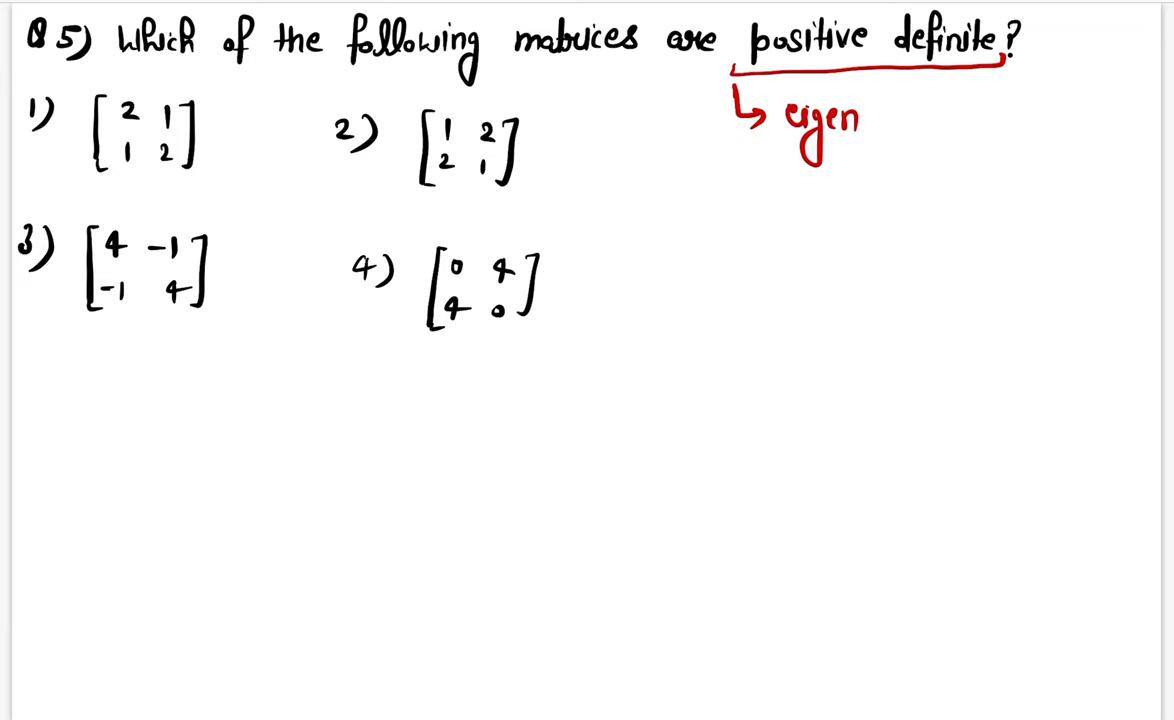 Q5) Which of the following matrices are positive definite?
↳ eigen
1) [2 1
1 2]
2) [1 2
2 1]
3) [4 -1
-1 4]
4) [0 4
4 0]